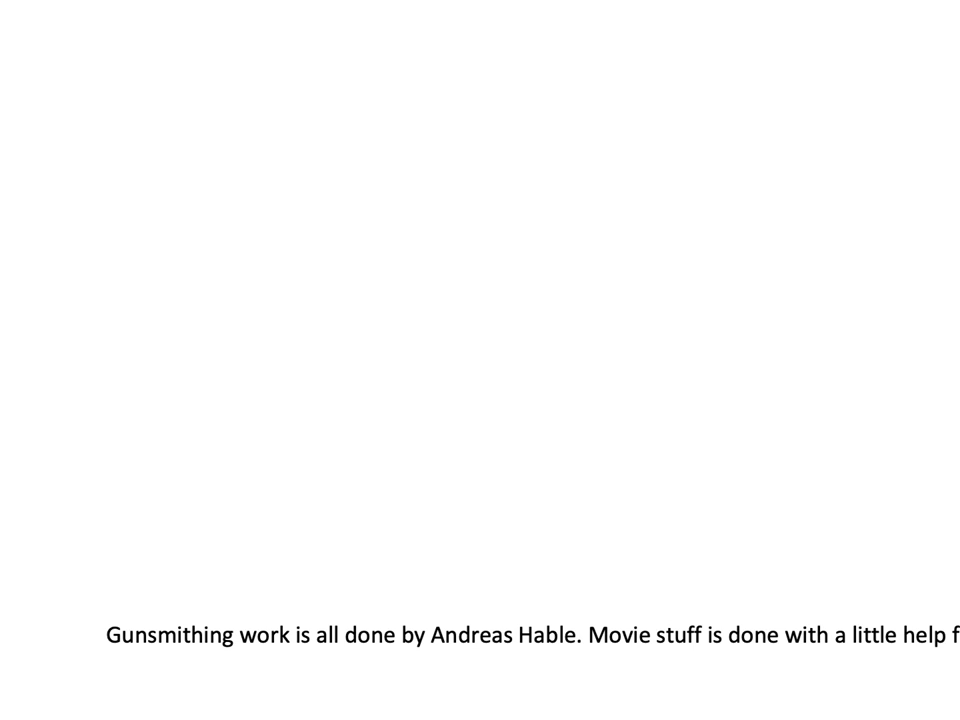 Gunsmithing work is all done by Andreas Hable. Movie stuff is done with a little help f